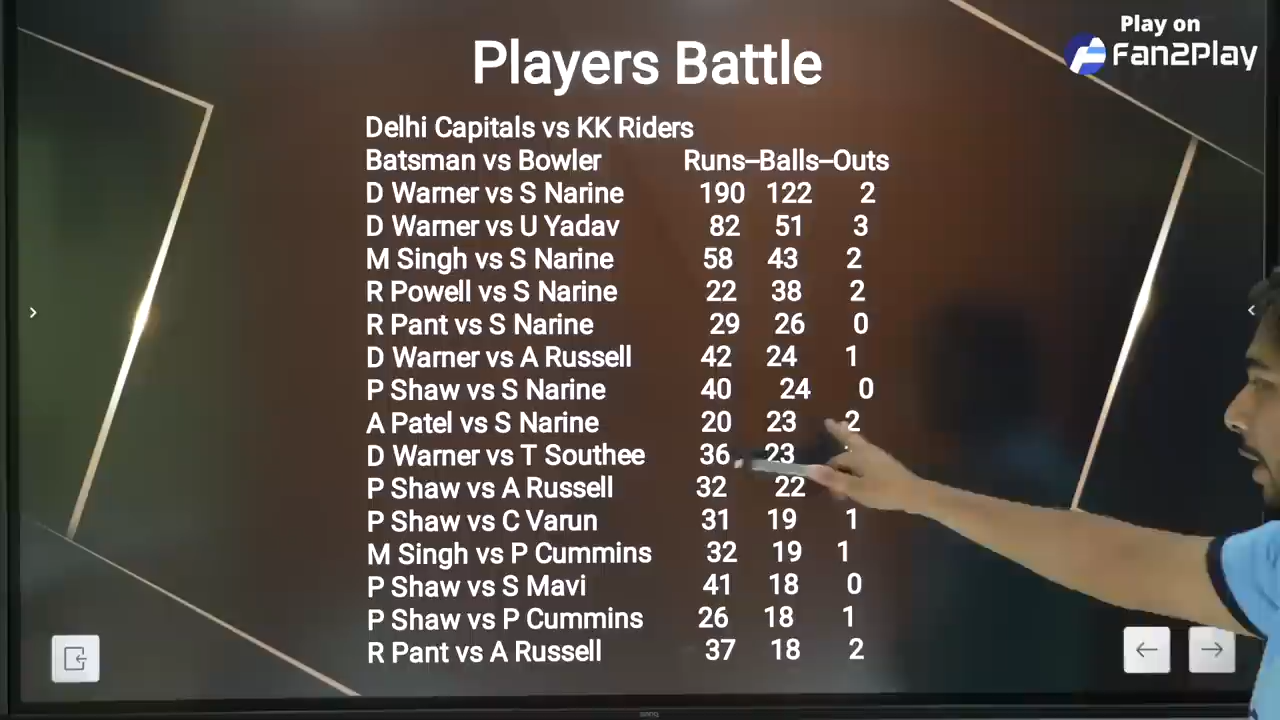 Play on
Fan2Play
Players Battle
Delhi Capitals vs KK Riders
Batsman vs Bowler Runs–Balls–Outs
D Warner vs S Narine 190 122 2
D Warner vs U Yadav 82 51 3
M Singh vs S Narine 58 43 2
R Powell vs S Narine 22 38 2
R Pant vs S Narine 29 26 0
D Warner vs A Russell 42 24 1
P Shaw vs S Narine 40 24 0
A Patel vs S Narine 20 23 2
D Warner vs T Southee 36 23
P Shaw vs A Russell 32 22
P Shaw vs C Varun 31 19 1
M Singh vs P Cummins 32 19 1
P Shaw vs S Mavi 41 18 0
P Shaw vs P Cummins 26 18 1
R Pant vs A Russell 37 18 2